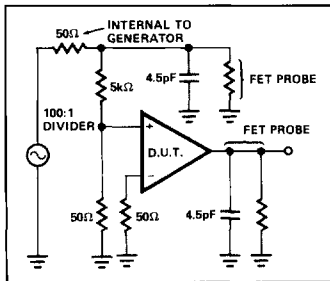 50Ω
INTERNAL TO
GENERATOR
5kΩ
4.5pF
FET PROBE
100:1
DIVIDER
+
D.U.T.
−
FET PROBE
50Ω
50Ω
4.5pF